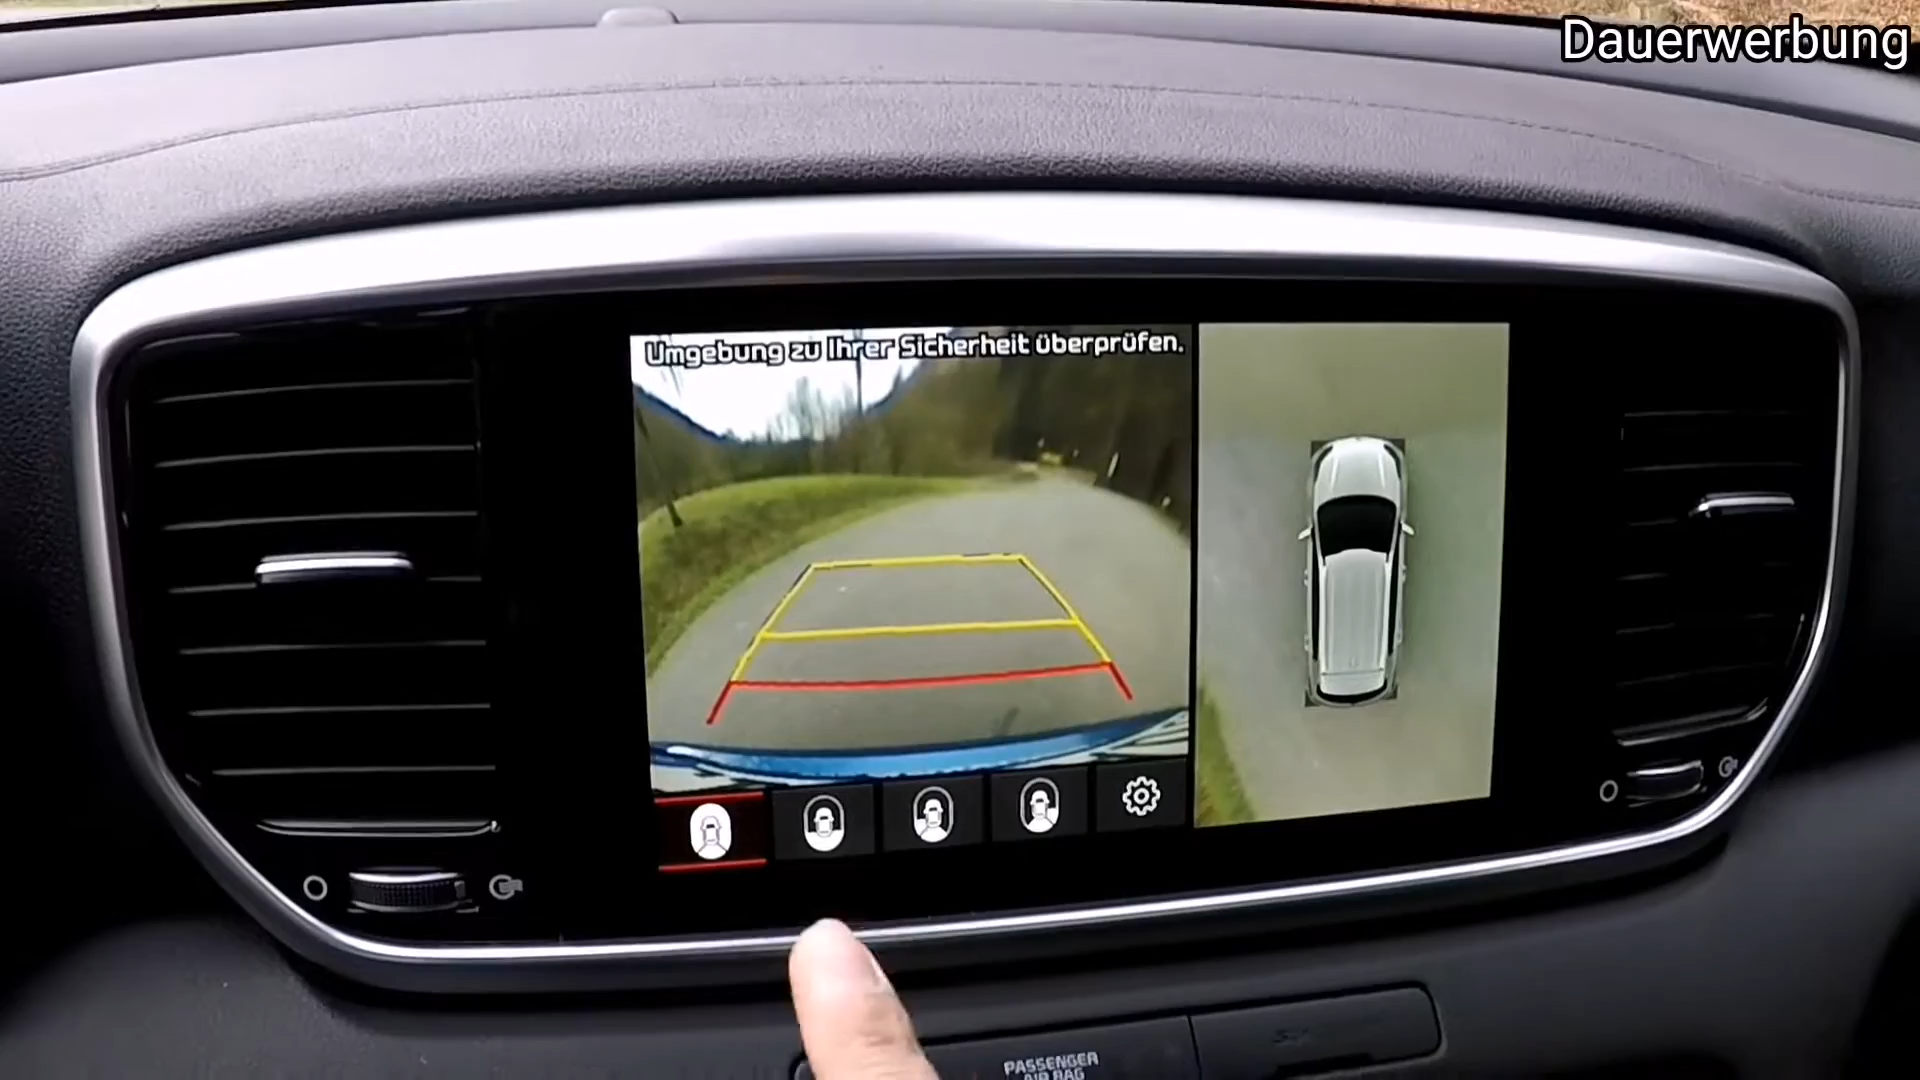 Dauerwerbung
Umgebung zu Ihrer Sicherheit überprüfen.
PASSENGER
AIR BAG